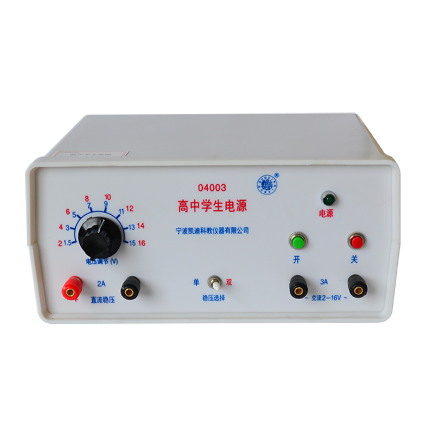 04003
高中学生电源
宁波凯迪科教仪器有限公司
8 10
7 9 11
6 12
5
4 13 14
3
2 1.5 15 16
电压调节(V)
电源
开 关
2A
直流稳压
单 双
稳压选择
3A
~ 交流2-16V ~